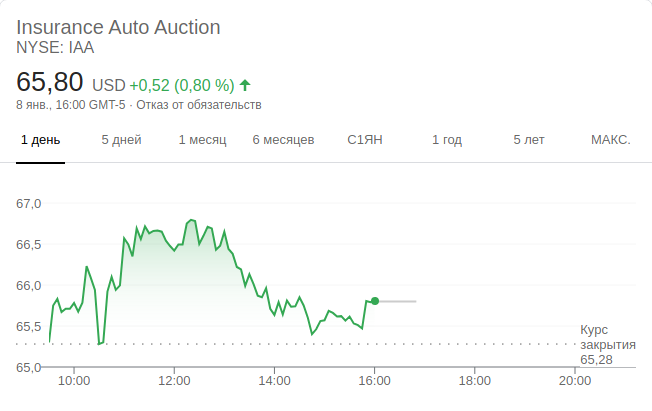 Insurance Auto Auction
NYSE: IAA
65,80 USD +0,52 (0,80 %)
8 янв., 16:00 GMT-5 · Отказ от обязательств
1 день 5 дней 1 месяц 6 месяцев С1ЯН 1 год 5 лет МАКС.
67,0
66,5
66,0
65,5
65,0
Курс
закрытия
65,28
10:00 12:00 14:00 16:00 18:00 20:00